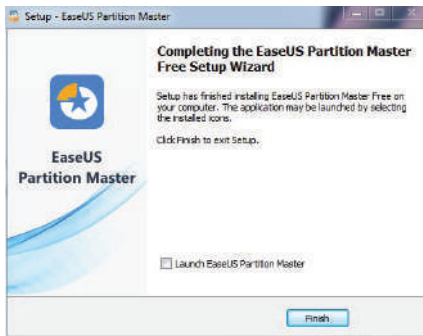 Setup - EaseUS Partition Master
Completing the EaseUS Partition Master
Free Setup Wizard
Setup has finished installing EaseUS Partition Master Free on
your computer. The application may be launched by selecting
the installed icons.
Click Finish to exit Setup.
EaseUS
Partition Master
Launch EaseUS Partition Master
Finish